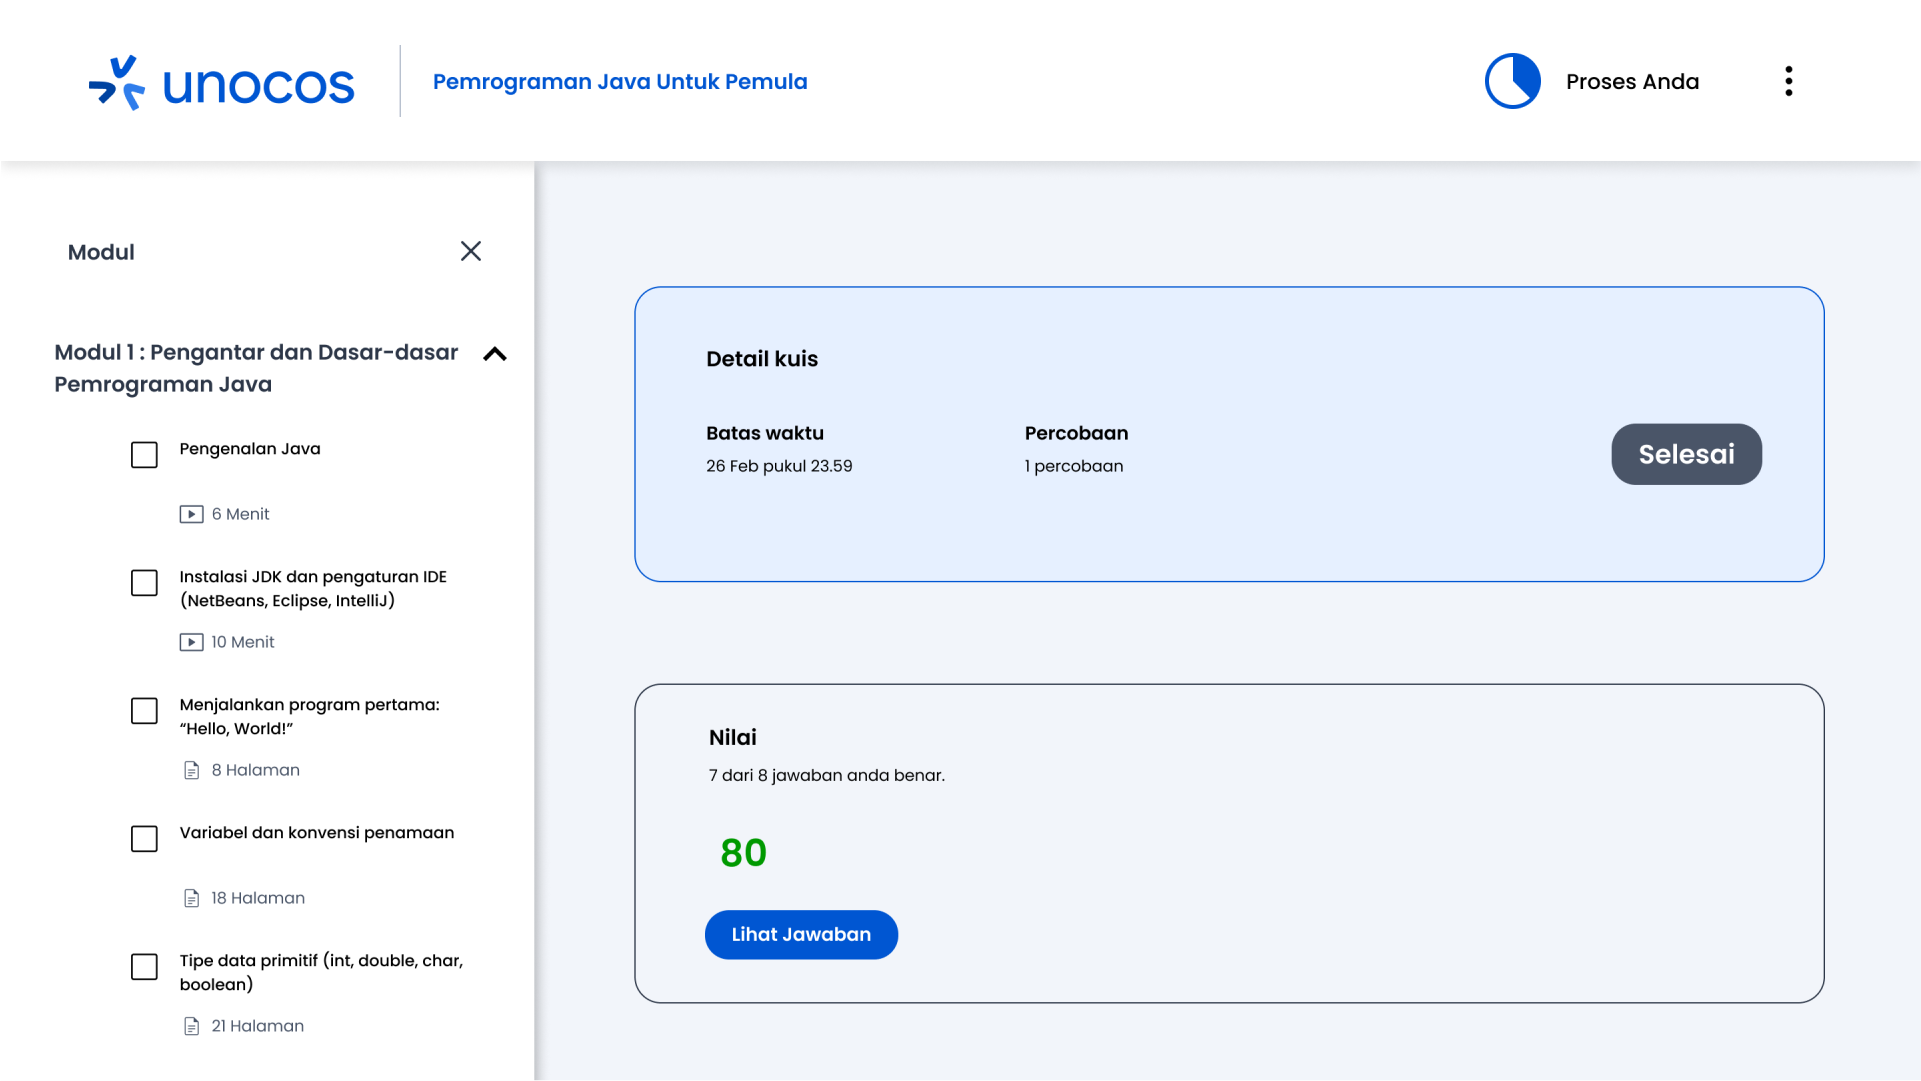 unocos
Pemrograman Java Untuk Pemula
Proses Anda
Modul
Modul 1 : Pengantar dan Dasar-dasar
Pemrograman Java
Pengenalan Java
6 Menit
Instalasi JDK dan pengaturan IDE
(NetBeans, Eclipse, IntelliJ)
10 Menit
Menjalankan program pertama:
“Hello, World!”
8 Halaman
Variabel dan konvensi penamaan
18 Halaman
Tipe data primitif (int, double, char,
boolean)
21 Halaman
Detail kuis
Batas waktu
26 Feb pukul 23.59
Percobaan
1 percobaan
Selesai
Nilai
7 dari 8 jawaban anda benar.
80
Lihat Jawaban